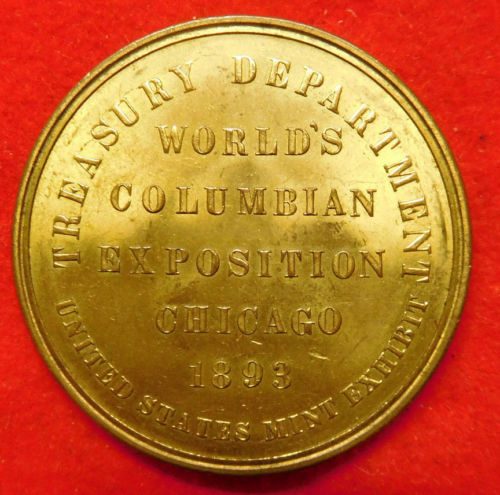 TREASURY DEPARTMENT
WORLD'S
COLUMBIAN
EXPOSITION
CHICAGO
1893
UNITED STATES MINT EXHIBIT